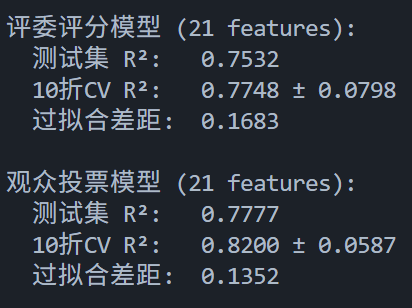 评委评分模型 (21 features):
测试集 R²: 0.7532
10折CV R²: 0.7748 ± 0.0798
过拟合差距: 0.1683
观众投票模型 (21 features):
测试集 R²: 0.7777
10折CV R²: 0.8200 ± 0.0587
过拟合差距: 0.1352